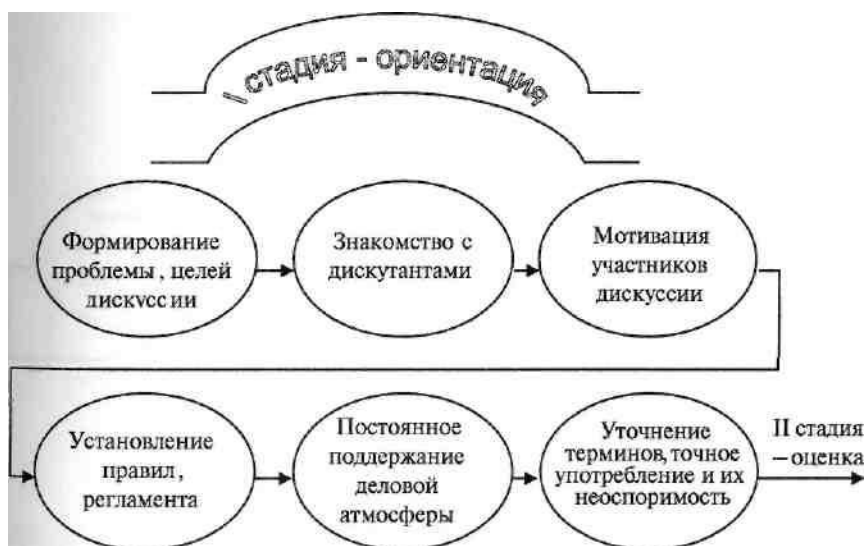 I стадия - ориентация
Формирование
проблемы, целей
дискуссии
Знакомство с
дискутантами
Мотивация
участников
дискуссии
Установление
правил,
регламента
Постоянное
поддержание
деловой
атмосферы
Уточнение
терминов, точное
употребление и их
неоспоримость
II стадия
– оценка